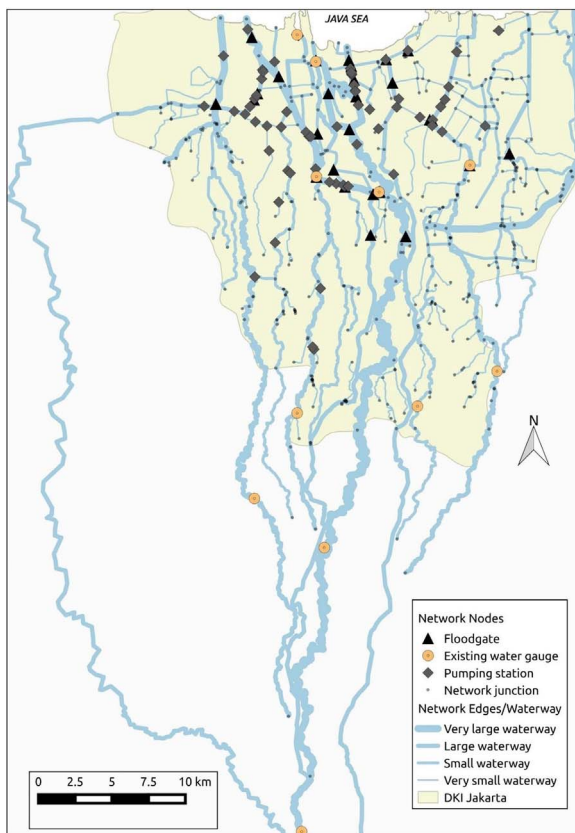 JAVA SEA
N
Network Nodes
Floodgate
Existing water gauge
Pumping station
Network junction
Network Edges/Waterway
Very large waterway
Large waterway
Small waterway
Very small waterway
DKI Jakarta
0 2.5 5 7.5 10 km